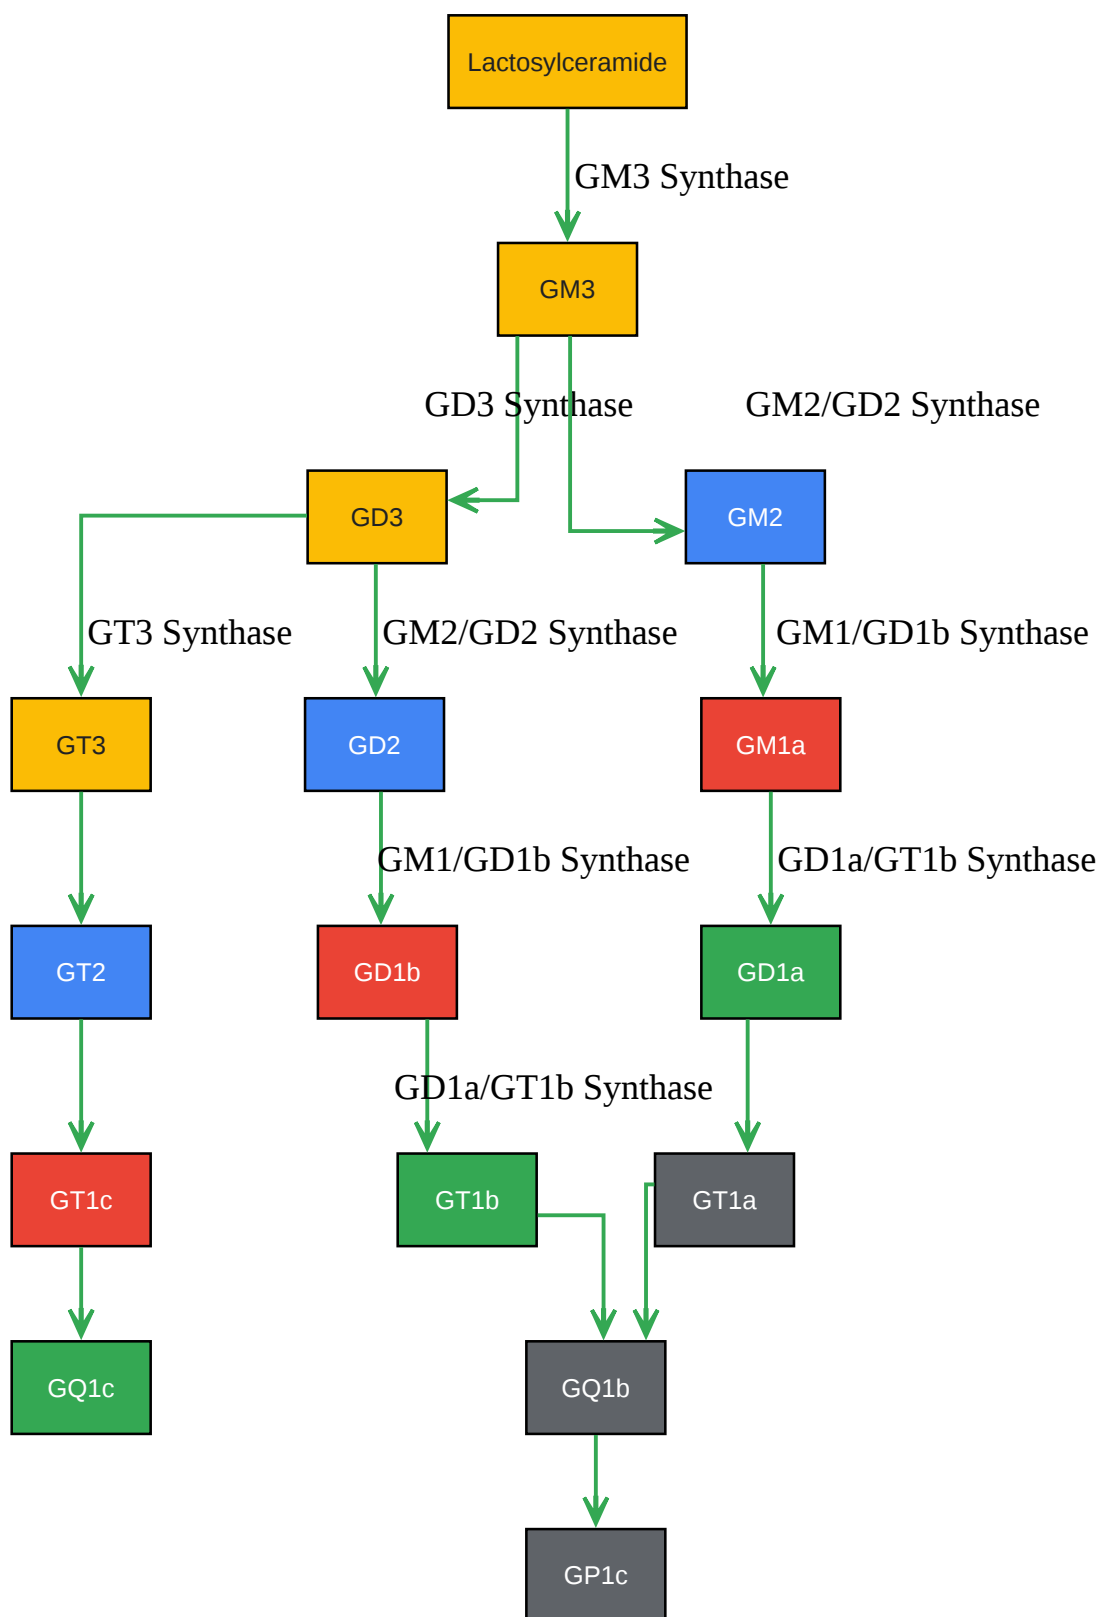 Lactosylceramide
GM3 Synthase
GM3
GD3 Synthase
GM2/GD2 Synthase
GD3
GM2
GT3 Synthase
GM2/GD2 Synthase
GM1/GD1b Synthase
GT3
GD2
GM1a
GM1/GD1b Synthase
GD1a/GT1b Synthase
GT2
GD1b
GD1a
GD1a/GT1b Synthase
GT1c
GT1b
GT1a
GQ1c
GQ1b
GP1c